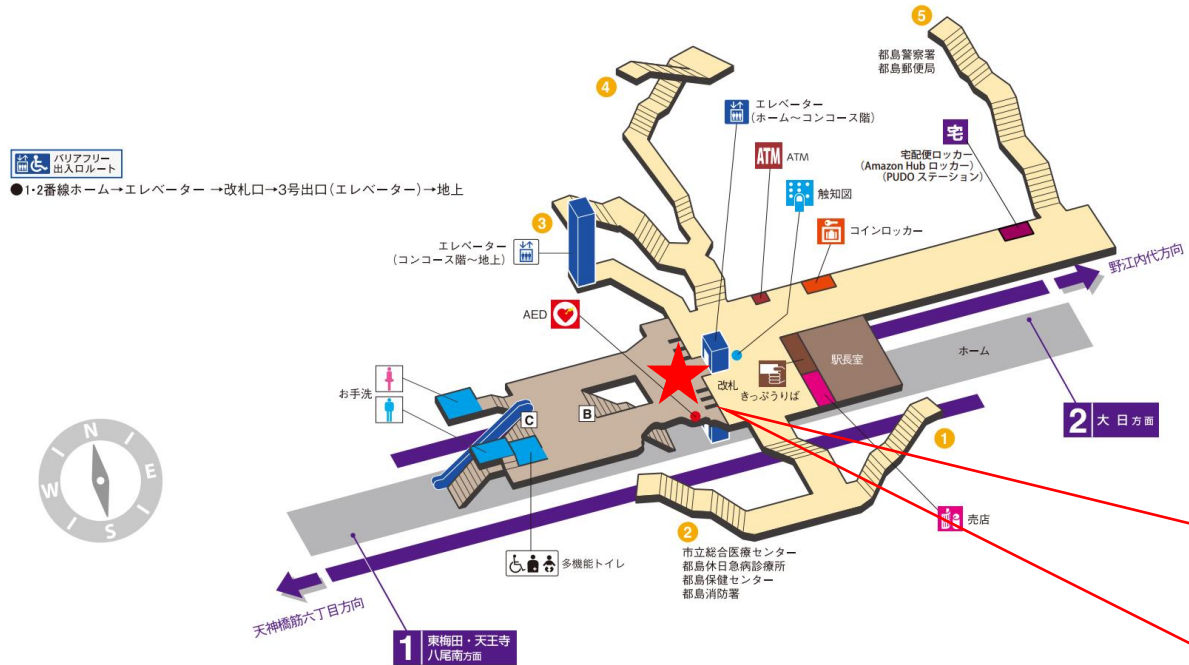 5
都島警察署
都島郵便局
4
エレベーター
(ホーム〜コンコース階)
宅
宅配便ロッカー
(Amazon Hub ロッカー)
(PUDO ステーション)
ATM
ATM
触知図
コインロッカー
バリアフリー
出入口ルート
●1・2番線ホーム→エレベーター →改札口→3号出口(エレベーター)→地上
3
エレベーター
(コンコース階〜地上)
野江内代方向
AED
ホーム
駅長室
改札
きっぷうりば
お手洗
B
C
2 大 日方面
1
N
E
S
W
売店
2
市立総合医療センター
都島休日急病診療所
都島保健センター
都島消防署
多機能トイレ
天神橋筋六丁目方向
1 東梅田・天王寺
八尾南方面